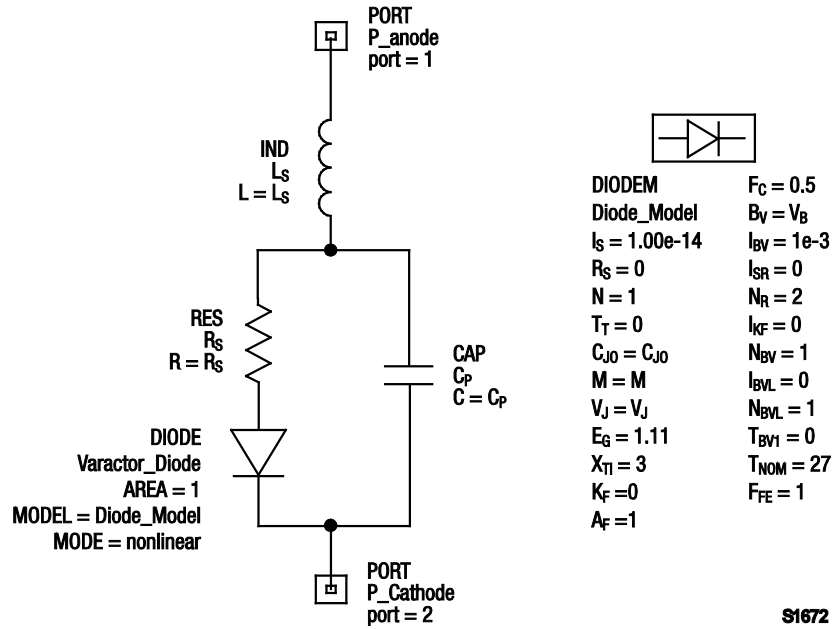 PORT
P_anode
port = 1
IND
LS
L = LS
RES
RS
R = RS
CAP
CP
C = CP
DIODE
Varactor_Diode
AREA = 1
MODEL = Diode_Model
MODE = nonlinear
PORT
P_Cathode
port = 2
DIODEM
Diode_Model
IS = 1.00e-14
RS = 0
N = 1
TT = 0
CJO = CJO
M = M
VJ = VJ
EG = 1.11
XTI = 3
KF =0
AF =1
FC = 0.5
BV = VB
IBV = 1e-3
ISR = 0
NR = 2
IKF = 0
NBV = 1
IBVL = 0
NBVL = 1
TBV1 = 0
TNOM = 27
FFE = 1
S1672